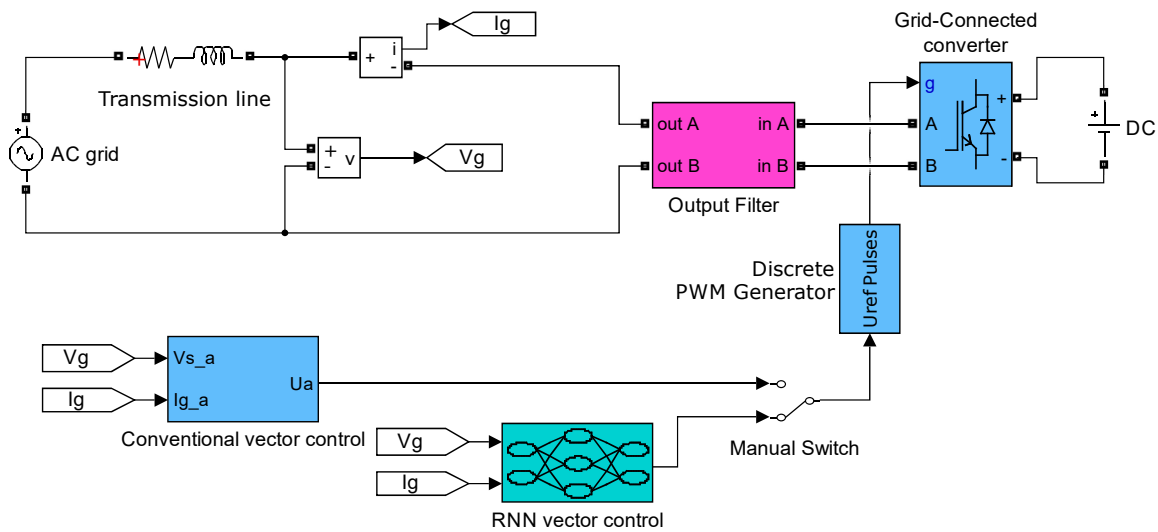 Ig
Grid-Connected
converter
+
i
-
Transmission line
g
+
A
B
-
+
DC
+
AC grid
out A
in A
out B
in B
Output Filter
+
-
v
Vg
Discrete
PWM Generator
Uref Pulses
Vg
Ig
Vs_a
Ig_a
Ua
Conventional vector control
Vg
Ig
RNN vector control
Manual Switch